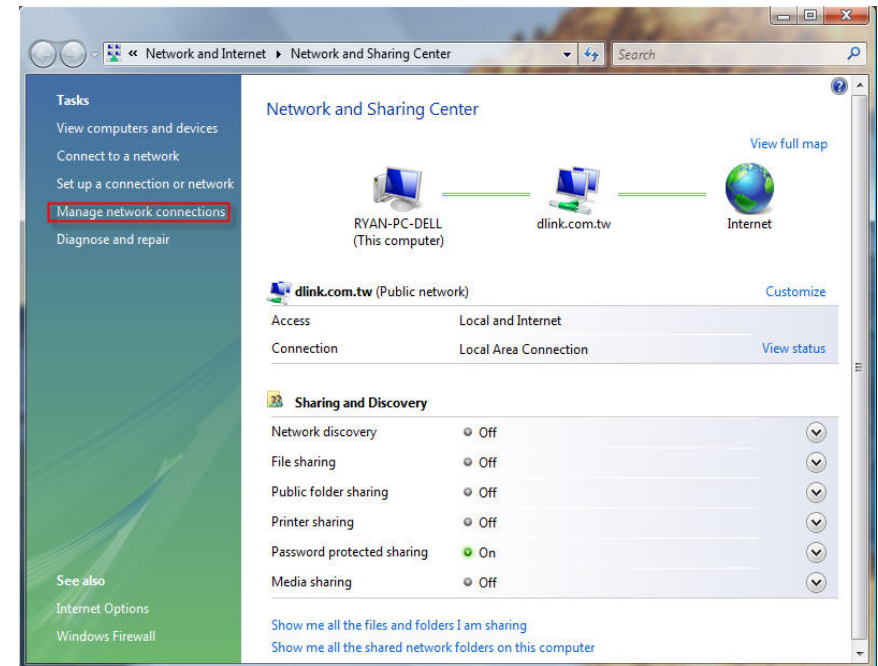 « Network and Internet ▸ Network and Sharing Center
Search
Tasks
View computers and devices
Connect to a network
Set up a connection or network
Manage network connections
Diagnose and repair
See also
Internet Options
Windows Firewall
Network and Sharing Center
View full map
RYAN-PC-DELL
(This computer)
dlink.com.tw
Internet
dlink.com.tw (Public network)
Customize
Access Local and Internet
Connection Local Area Connection View status
Sharing and Discovery
Network discovery Off
File sharing Off
Public folder sharing Off
Printer sharing Off
Password protected sharing On
Media sharing Off
Show me all the files and folders I am sharing
Show me all the shared network folders on this computer